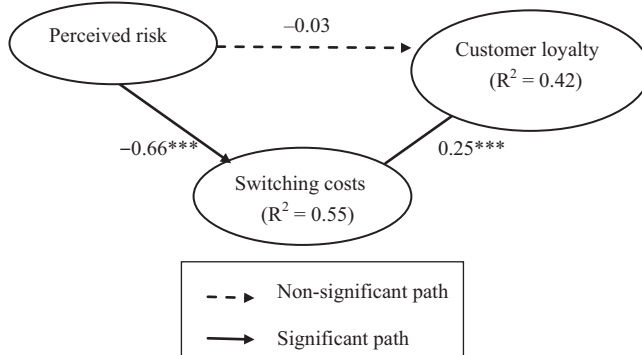 Perceived risk
–0.03
Customer loyalty
(R² = 0.42)
−0.66***
0.25***
Switching costs
(R² = 0.55)
Non-significant path
Significant path